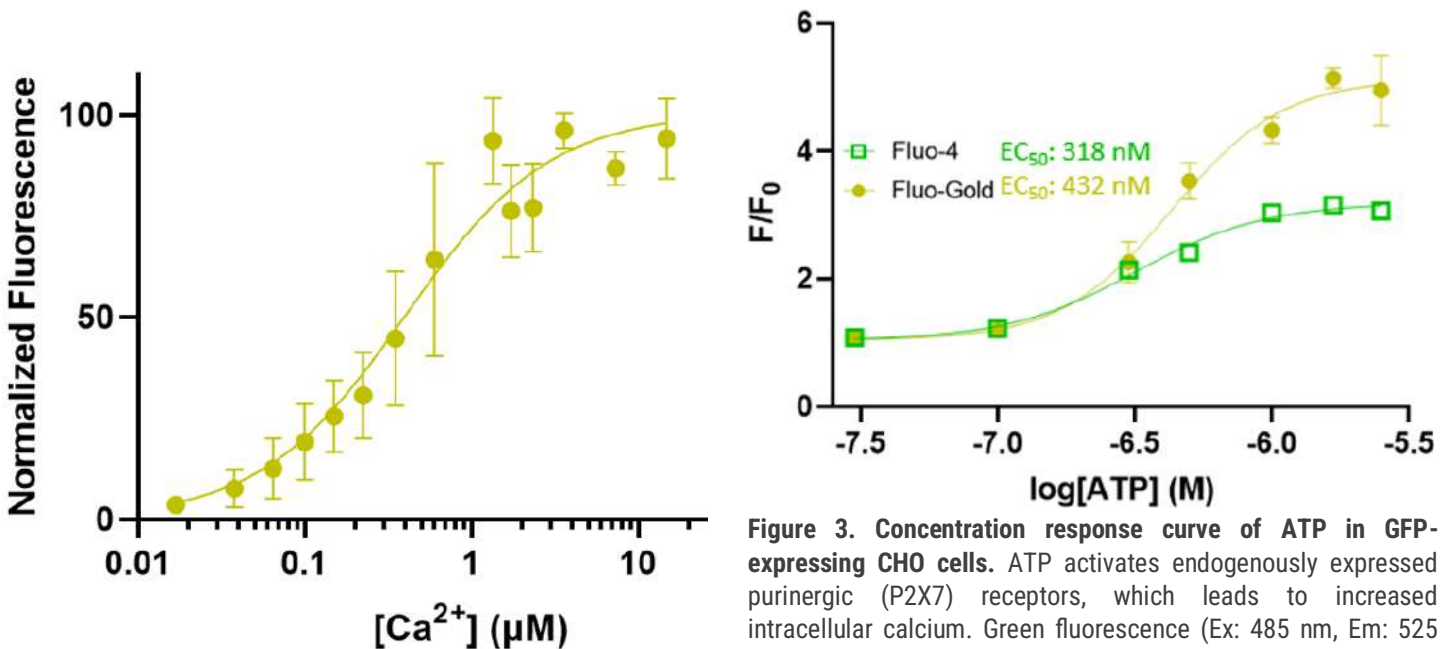 Normalized Fluorescence
100
50
0
0.01 0.1 1 10
[Ca²⁺] (µM)
F/F₀
6
4
2
0
Fluo-4 EC₅₀: 318 nM
Fluo-Gold EC₅₀: 432 nM
-7.5 -7.0 -6.5 -6.0 -5.5
log[ATP] (M)
Figure 3. Concentration response curve of ATP in GFP-
expressing CHO cells. ATP activates endogenously expressed
purinergic (P2X7) receptors, which leads to increased
intracellular calcium. Green fluorescence (Ex: 485 nm, Em: 525